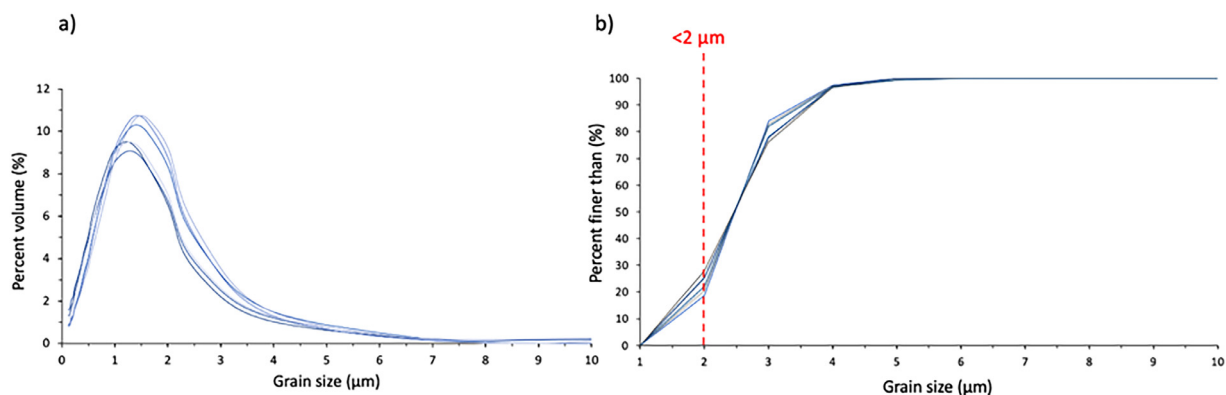 a)
Percent volume (%)
12
10
8
6
4
2
0
0 1 2 3 4 5 6 7 8 9 10
Grain size (µm)
b)
<2 µm
Percent finer than (%)
100
90
80
70
60
50
40
30
20
10
0
1 2 3 4 5 6 7 8 9 10
Grain size (µm)